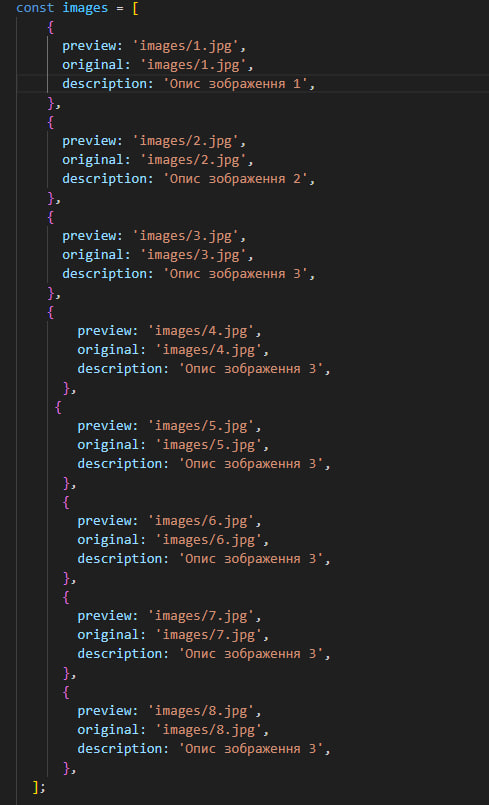 const images = [
{
preview: 'images/1.jpg',
original: 'images/1.jpg',
description: 'Опис зображення 1',
},
{
preview: 'images/2.jpg',
original: 'images/2.jpg',
description: 'Опис зображення 2',
},
{
preview: 'images/3.jpg',
original: 'images/3.jpg',
description: 'Опис зображення 3',
},
{
preview: 'images/4.jpg',
original: 'images/4.jpg',
description: 'Опис зображення 3',
},
{
preview: 'images/5.jpg',
original: 'images/5.jpg',
description: 'Опис зображення 3',
},
{
preview: 'images/6.jpg',
original: 'images/6.jpg',
description: 'Опис зображення 3',
},
{
preview: 'images/7.jpg',
original: 'images/7.jpg',
description: 'Опис зображення 3',
},
{
preview: 'images/8.jpg',
original: 'images/8.jpg',
description: 'Опис зображення 3',
},
];